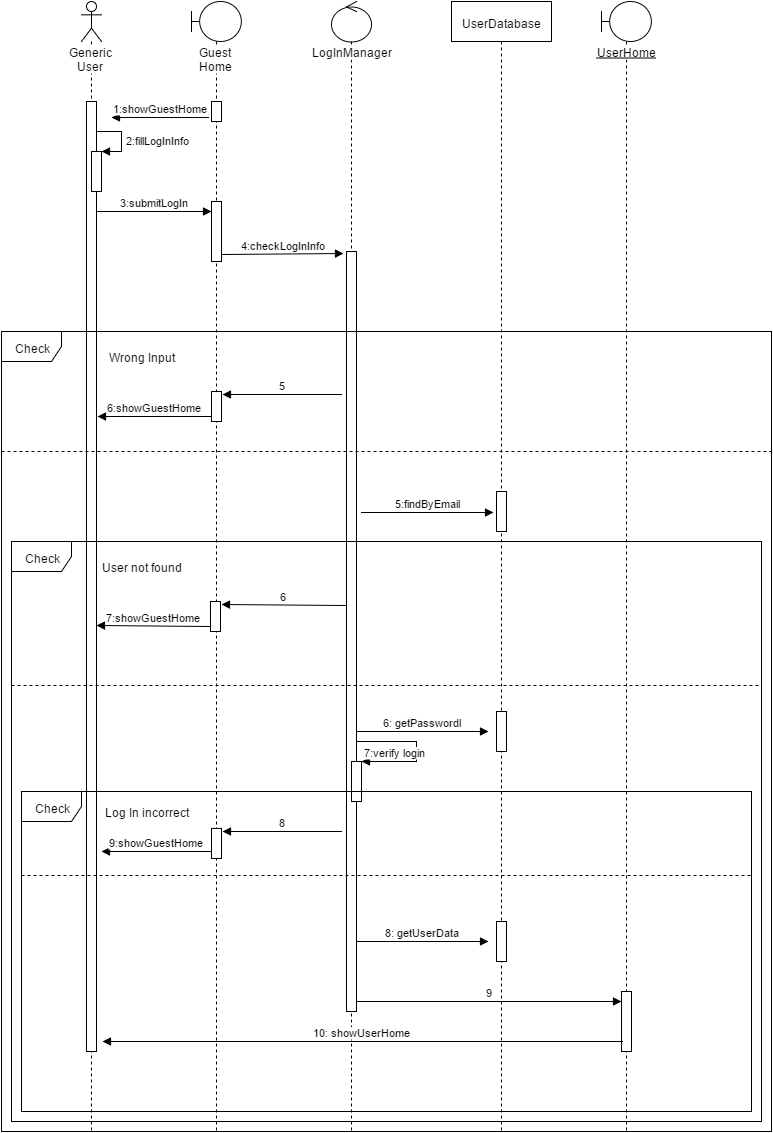 Generic
User
Guest
Home
LogInManager
UserDatabase
UserHome
1:showGuestHome
2:fillLogInInfo
3:submitLogIn
4:checkLogInInfo
Check
Wrong Input
5
6:showGuestHome
5:findByEmail
Check
User not found
6
7:showGuestHome
6: getPasswordl
7:verify login
Check
Log In incorrect
8
9:showGuestHome
8: getUserData
9
10: showUserHome